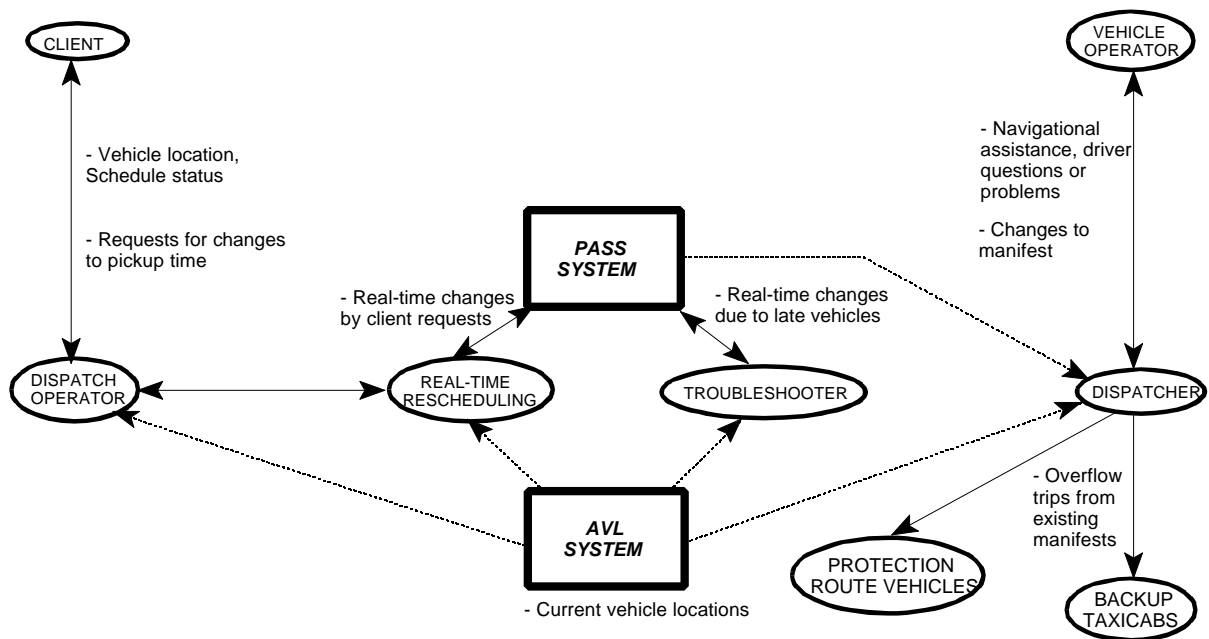 CLIENT
VEHICLE
OPERATOR
- Vehicle location,
Schedule status
- Requests for changes
to pickup time
- Navigational
assistance, driver
questions or
problems
- Changes to
manifest
PASS
SYSTEM
- Real-time changes
by client requests
- Real-time changes
due to late vehicles
DISPATCH
OPERATOR
REAL-TIME
RESCHEDULING
TROUBLESHOOTER
DISPATCHER
AVL
SYSTEM
- Current vehicle locations
- Overflow
trips from
existing
manifests
PROTECTION
ROUTE VEHICLES
BACKUP
TAXICABS